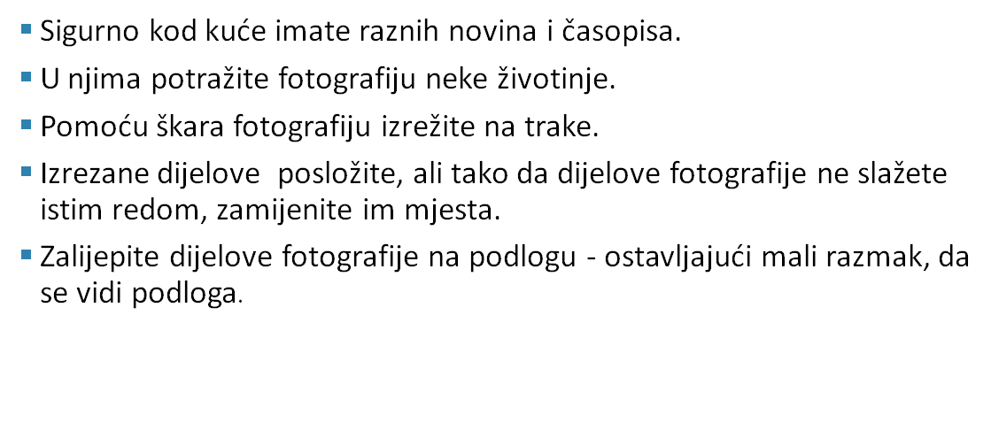 ▪ Sigurno kod kuće imate raznih novina i časopisa.
▪ U njima potražite fotografiju neke životinje.
▪ Pomoću škara fotografiju izrežite na trake.
▪ Izrezane dijelove  posložite, ali tako da dijelove fotografije ne slažete
istim redom, zamijenite im mjesta.
▪ Zalijepite dijelove fotografije na podlogu - ostavljajući mali razmak, da
se vidi podloga.